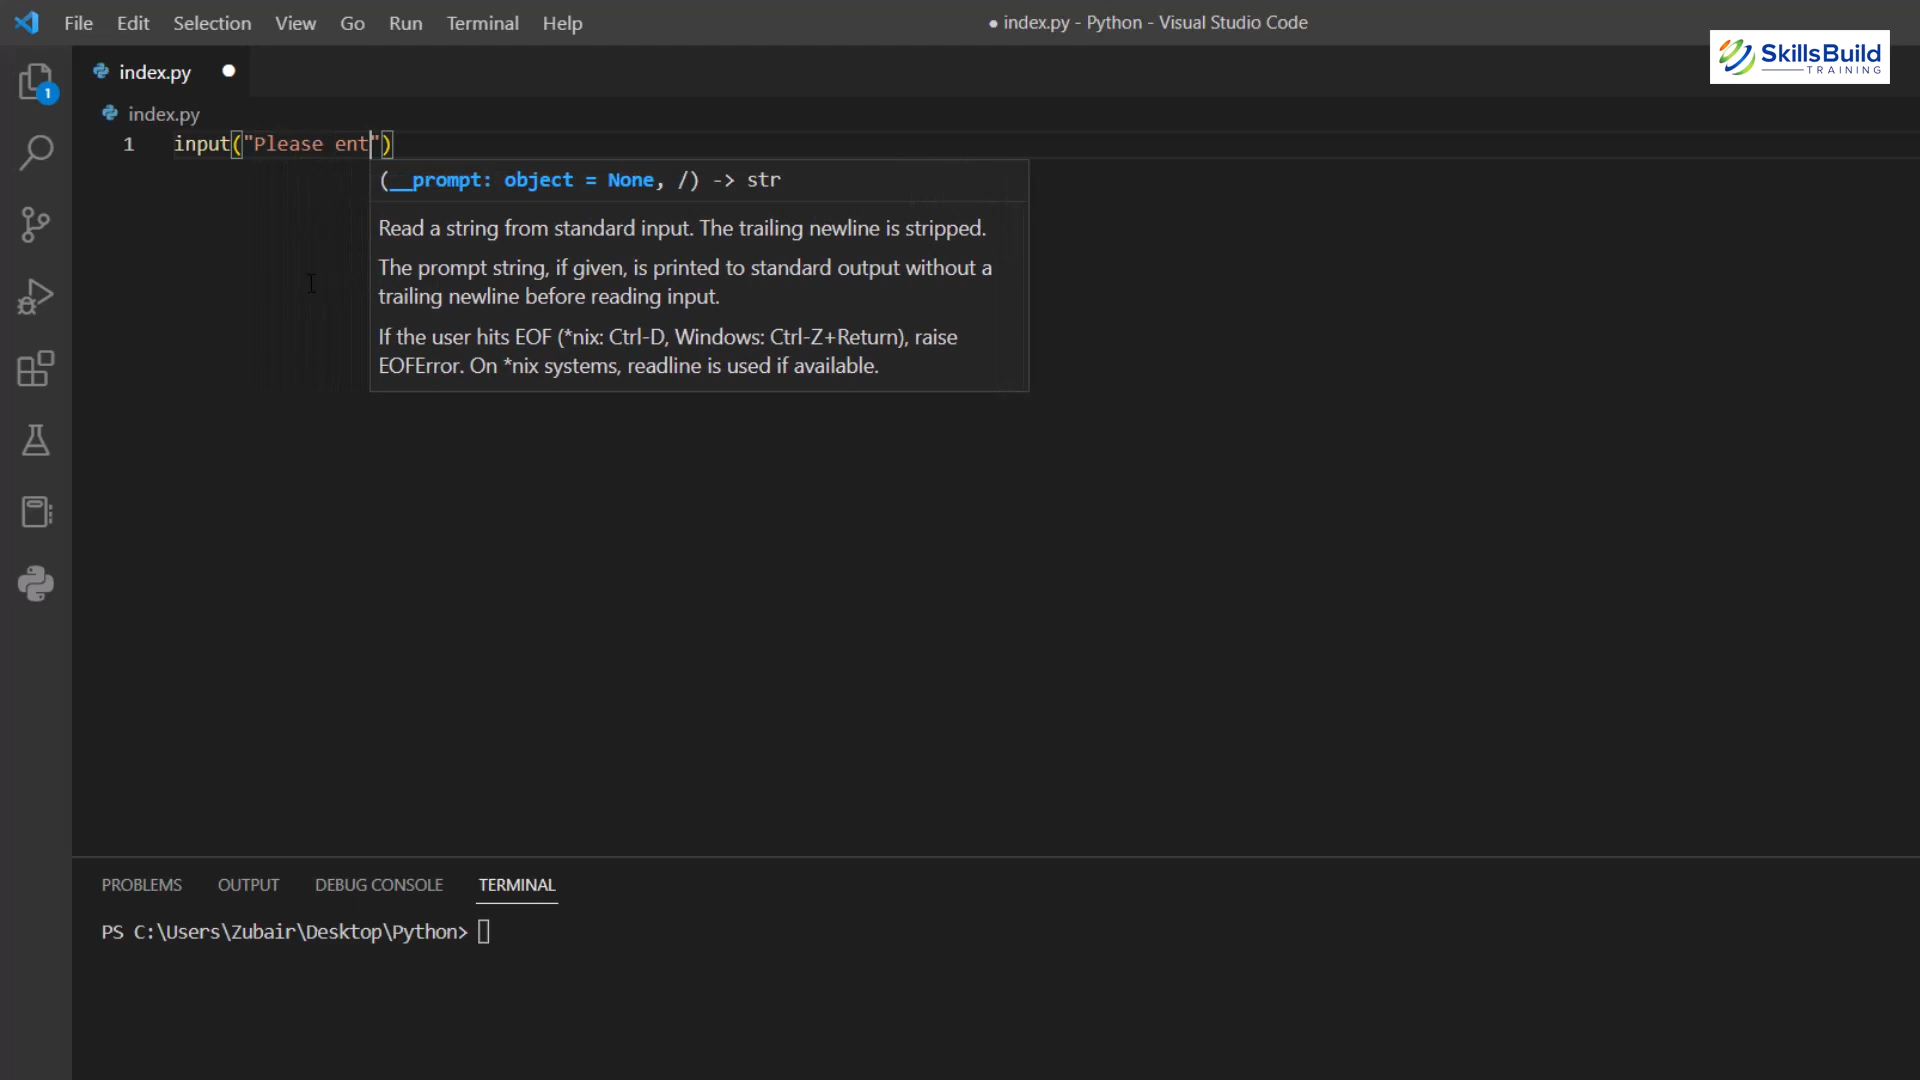 File Edit Selection View Go Run Terminal Help
● index.py - Python - Visual Studio Code
SkillsBuild
TRAINING
index.py
1
index.py
1 input("Please ent")
(__prompt: object = None, /) -> str
Read a string from standard input. The trailing newline is stripped.
The prompt string, if given, is printed to standard output without a
trailing newline before reading input.
If the user hits EOF (*nix: Ctrl-D, Windows: Ctrl-Z+Return), raise
EOFError. On *nix systems, readline is used if available.
PROBLEMS OUTPUT DEBUG CONSOLE TERMINAL
PS C:\Users\Zubair\Desktop\Python>